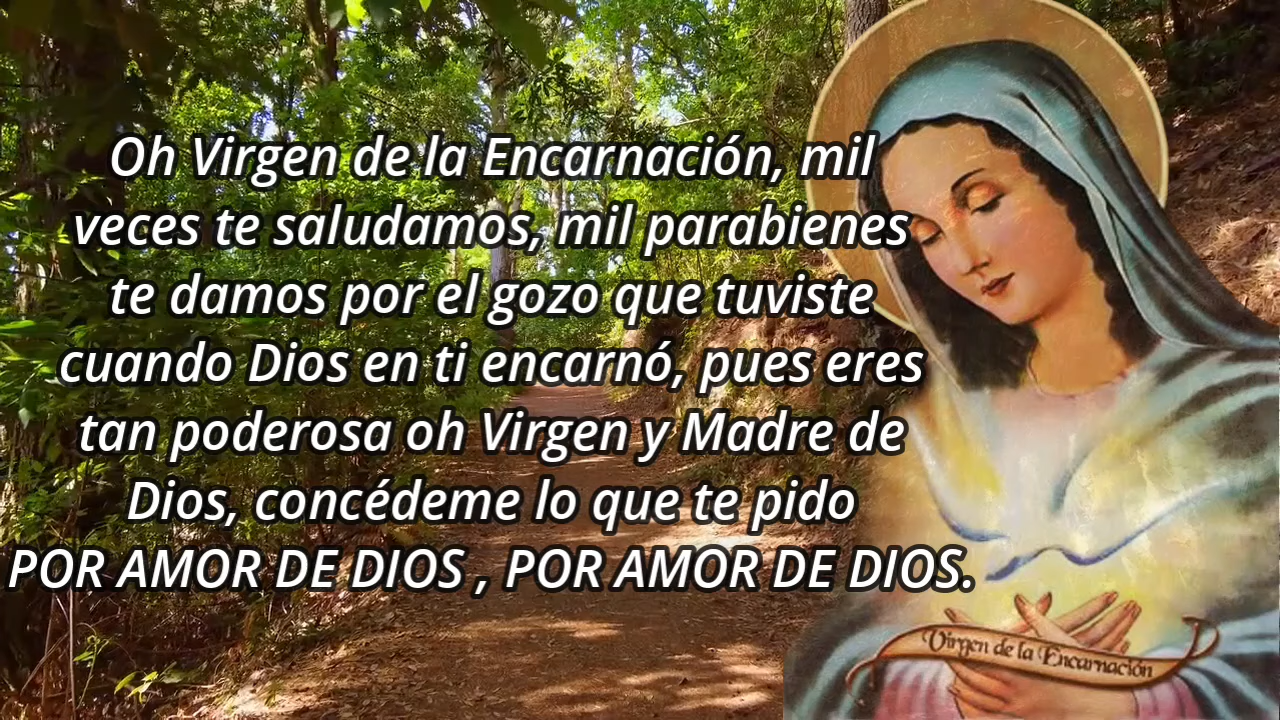 Oh Virgen de la Encarnación, mil
veces te saludamos, mil parabienes
te damos por el gozo que tuviste
cuando Dios en ti encarnó, pues eres
tan poderosa oh Virgen y Madre de
Dios, concédeme lo que te pido
POR AMOR DE DIOS , POR AMOR DE DIOS.
Virgen de la Encarnación